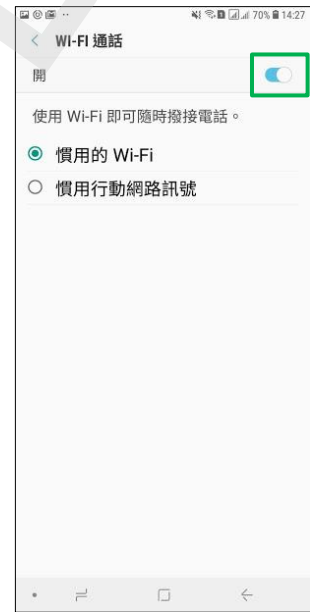 70% 14:27
WI-FI 通話
開
使用 Wi-Fi 即可隨時撥接電話。
慣用的 Wi-Fi
慣用行動網路訊號